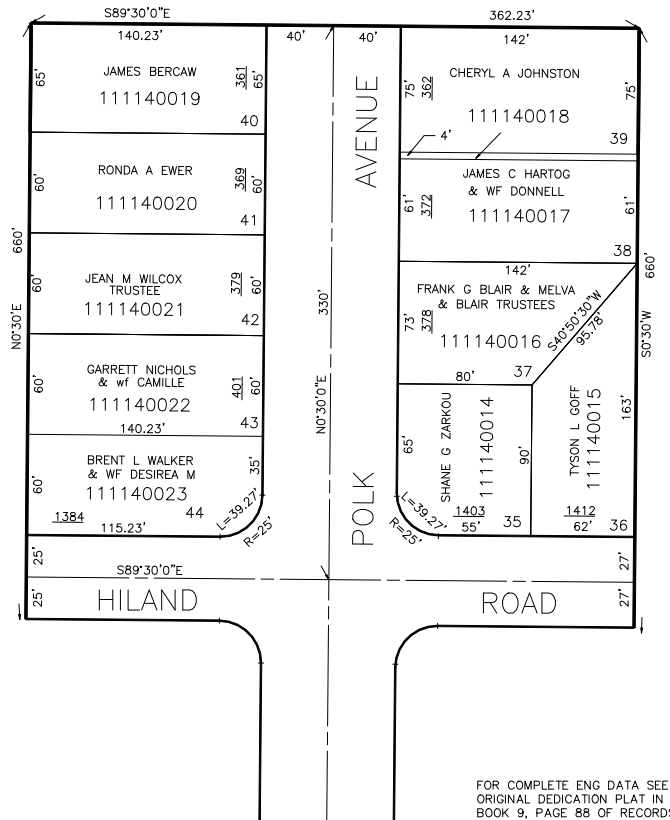 S89°30'0"E
362.23'
140.23'
40'
40'
142'
65'
JAMES BERCAW
111140019
361
65'
40
AVENUE
75'
362
CHERYL A JOHNSTON
111140018
75'
39
4'
60'
RONDA A EWER
111140020
369
60'
41
61'
372
JAMES C HARTOG
& WF DONNELL
111140017
61'
38
660'
N0°30'E
60'
JEAN M WILCOX
TRUSTEE
111140021
379
60'
42
330'
N0°30'0"E
142'
FRANK G BLAIR & MELVA
& BLAIR TRUSTEES
111140016
73'
378
37
S40°50'30"W
95.78'
660'
S0°30'W
60'
GARRETT NICHOLS
& wf CAMILLE
111140022
401
60'
140.23'
43
80'
65'
SHANE G ZARKOU
111140014
90'
TYSON L GOFF
111140015
163'
60'
BRENT L WALKER
& WF DESIREA M
111140023
35'
1384
44
115.23'
L=39.27'
R=25'
POLK
L=39.27'
R=25'
1403
55'
35
1412
62'
36
25'
S89°30'0"E
27'
25'
HILAND
ROAD
27'
FOR COMPLETE ENG DATA SEE
ORIGINAL DEDICATION PLAT IN
BOOK 9, PAGE 88 OF RECORDS